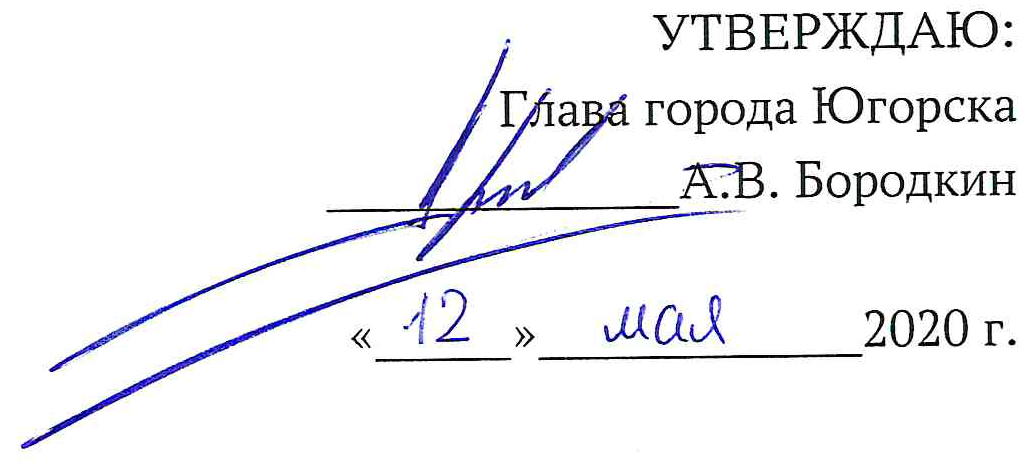 УТВЕРЖДАЮ:
Глава города Югорска
А.В. Бородкин
« 12 » мая 2020 г.